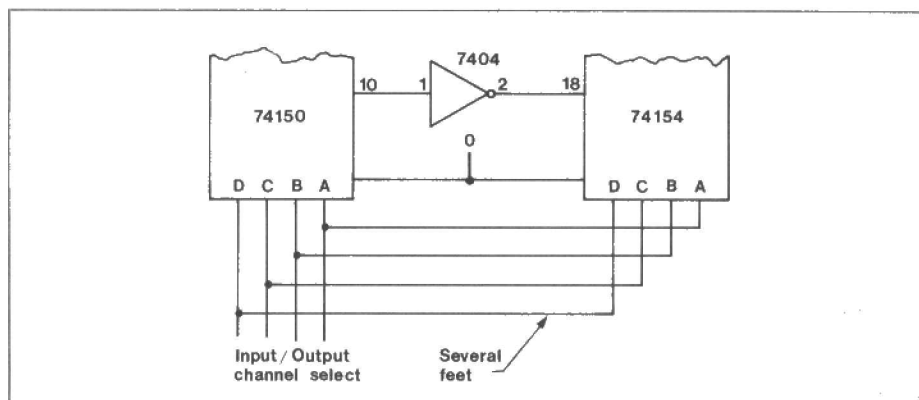 7404
10
1
2
18
74150
74154
0
D C B A
D C B A
Input / Output
channel select
Several
feet